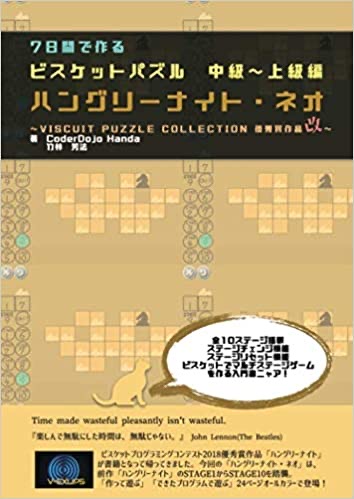 7日間で作る
ビスケットパズル 中級～上級編
ハングリーナイト・ネオ
～VISCUIT PUZZLE COLLECTION 優秀賞作品 改～
著 CoderDojo Handa
竹林 芳法
全10ステージ搭載
ステージチェンジ機構
ステージリセット機構
ビスケットでマルチステージゲーム
を作る入門書ニャア！
Time made wasteful pleasantly isn't wasteful.
『楽しんで無駄にした時間は、無駄じゃない。』 John Lennon(The Beatles)
ビスケットプログラミングコンテスト2018優秀賞作品「ハングリーナイト」
が書籍となって帰ってきました。今回の「ハングリーナイト・ネオ」は、
前作「ハングリーナイト」のSTAGE1からSTAGE10を踏襲。
「作って遊ぶ」「できたプログラムで遊ぶ」24ページオールカラーで登場！